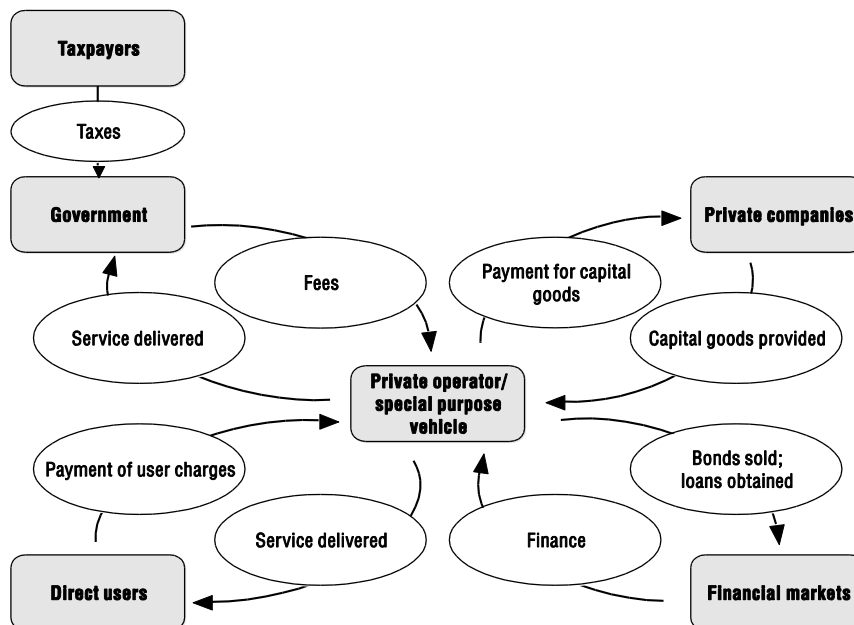 Taxpayers
Taxes
Government
Private companies
Fees
Payment for capital
goods
Service delivered
Capital goods provided
Private operator/
special purpose
vehicle
Payment of user charges
Bonds sold;
loans obtained
Service delivered
Finance
Direct users
Financial markets